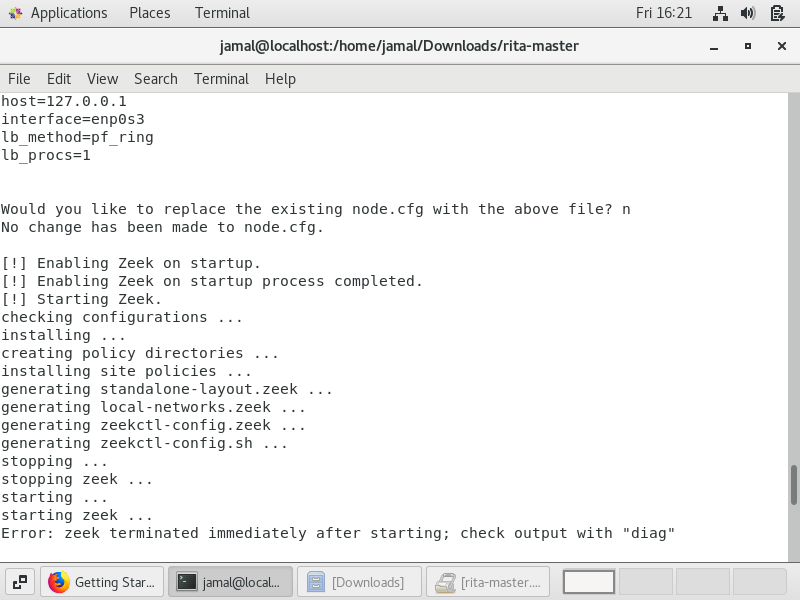 Applications Places Terminal Fri 16:21
jamal@localhost:/home/jamal/Downloads/rita-master
File Edit View Search Terminal Help
host=127.0.0.1
interface=enp0s3
lb_method=pf_ring
lb_procs=1
Would you like to replace the existing node.cfg with the above file? n
No change has been made to node.cfg.
[!] Enabling Zeek on startup.
[!] Enabling Zeek on startup process completed.
[!] Starting Zeek.
checking configurations ...
installing ...
creating policy directories ...
installing site policies ...
generating standalone-layout.zeek ...
generating local-networks.zeek ...
generating zeekctl-config.zeek ...
generating zeekctl-config.sh ...
stopping ...
stopping zeek ...
starting ...
starting zeek ...
Error: zeek terminated immediately after starting; check output with "diag"
Getting Star... jamal@local... [Downloads] [rita-master....